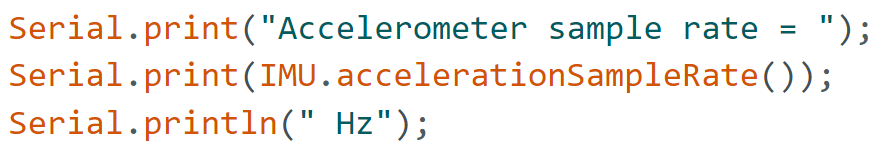 Serial.print("Accelerometer sample rate = ");
Serial.print(IMU.accelerationSampleRate());
Serial.println(" Hz");